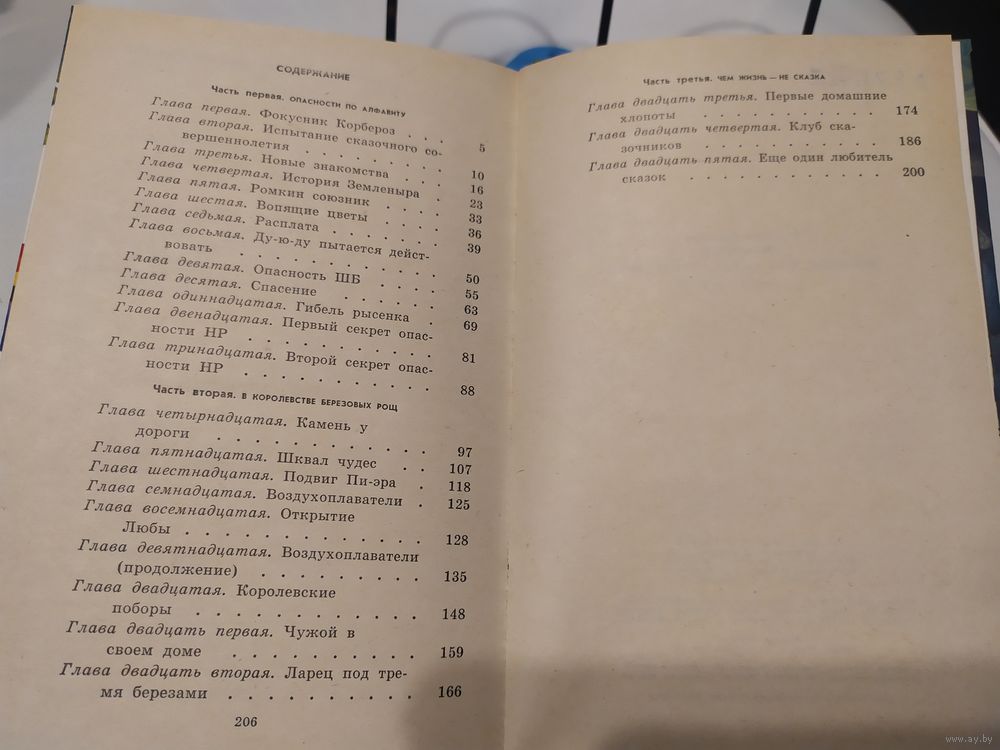 СОДЕРЖАНИЕ
Часть первая. ОПАСНОСТИ ПО АЛФАВИТУ
Глава первая. Фокусник Корбероз . . . 5
Глава вторая. Испытание сказочного со-
вершеннолетия . . . . . . . . 10
Глава третья. Новые знакомства . . . 16
Глава четвертая. История Земленыра . 23
Глава пятая. Ромкин союзник . . . . 33
Глава шестая. Вопящие цветы . . . . 36
Глава седьмая. Расплата . . . . . . . 39
Глава восьмая. Ду-ю-ду пытается дейст-
вовать . . . . . . . . . . . 50
Глава девятая. Опасность ШБ . . . . 55
Глава десятая. Спасение . . . . . . 63
Глава одиннадцатая. Гибель рысенка . 69
Глава двенадцатая. Первый секрет опас-
ности НР . . . . . . . . . . 81
Глава тринадцатая. Второй секрет опас-
ности НР . . . . . . . . . . 88
Часть вторая. В КОРОЛЕВСТВЕ БЕРЕЗОВЫХ РОЩ
Глава четырнадцатая. Камень у
дороги . . . . . . . . . . . . 97
Глава пятнадцатая. Шквал чудес . . 107
Глава шестнадцатая. Подвиг Пи-эра . 118
Глава семнадцатая. Воздухоплаватели . 125
Глава восемнадцатая. Открытие
Любы . . . . . . . . . . . . . 128
Глава девятнадцатая. Воздухоплаватели
(продолжение) . . . . . . . . . 135
Глава двадцатая. Королевские
поборы . . . . . . . . . . . . 148
Глава двадцать первая. Чужой в
своем доме . . . . . . . . . . 159
Глава двадцать вторая. Ларец под тре-
мя березами . . . . . . . . . . 166
206
Часть третья. ЧЕМ ЖИЗНЬ — НЕ СКАЗКА
Глава двадцать третья. Первые домашние
хлопоты . . . . . . . . . . . 174
Глава двадцать четвертая. Клуб ска-
зочников . . . . . . . . . . 186
Глава двадцать пятая. Еще один любитель
сказок . . . . . . . . . . . . 200
www.ay.by